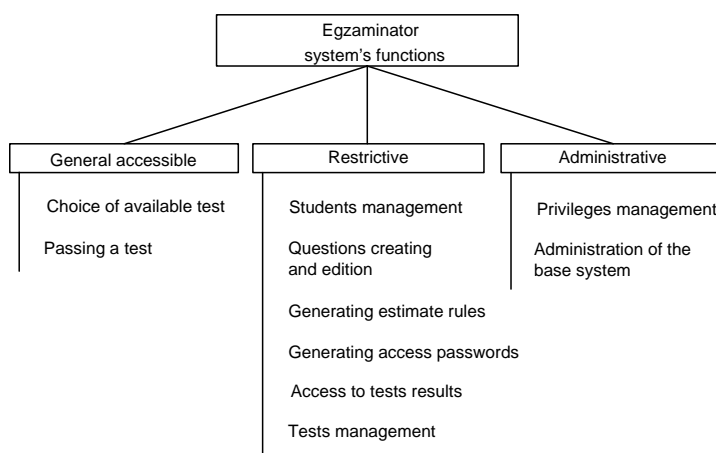 Egzaminator
system's functions
General accessible
Choice of available test
Passing a test
Restrictive
Students management
Questions creating
and edition
Generating estimate rules
Generating access passwords
Access to tests results
Tests management
Administrative
Privileges management
Administration of the
base system